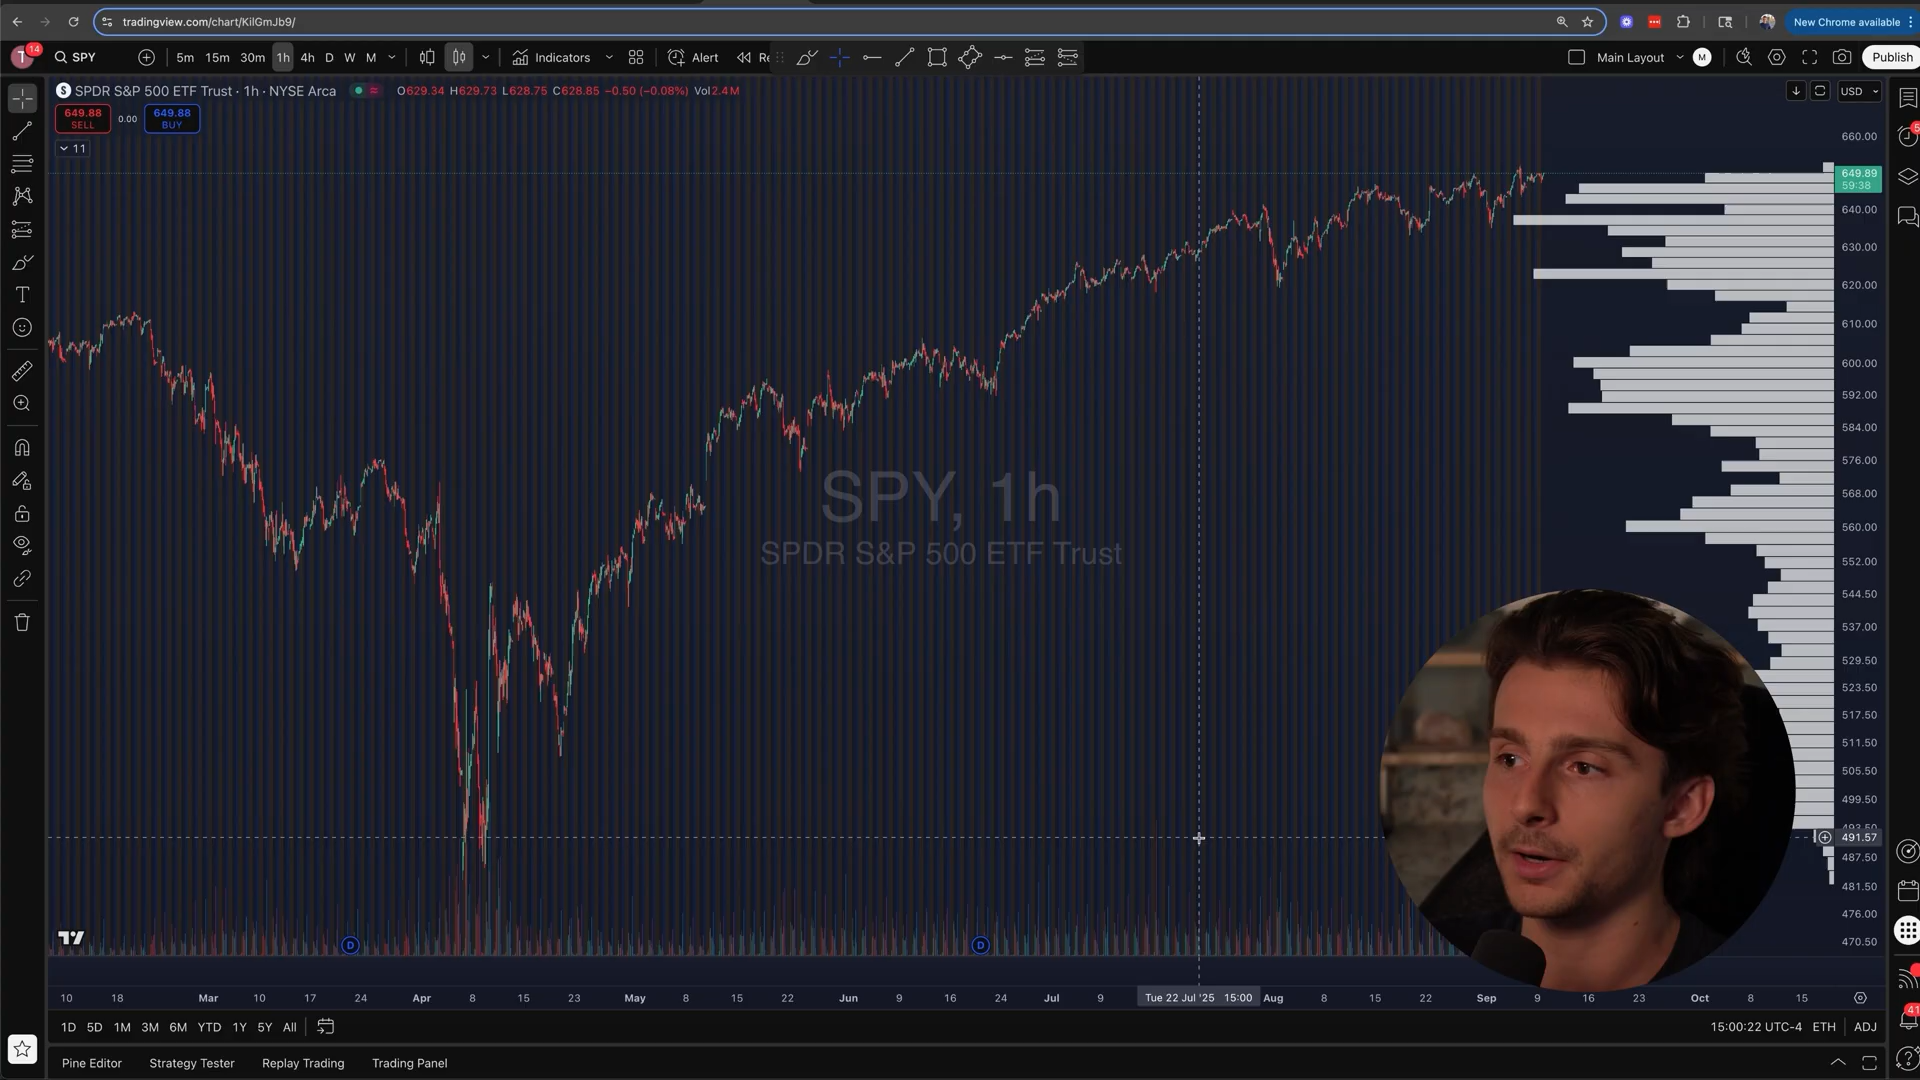 tradingview.com/chart/KilGmJb9/
New Chrome available
T 14 SPY 5m 15m 30m 1h 4h D W M Indicators Alert Re Main Layout M Publish
S SPDR S&P 500 ETF Trust · 1h · NYSE Arca O629.34 H629.73 L628.75 C628.85 −0.50 (−0.08%) Vol2.4 M
USD
649.88 SELL 0.00 649.88 BUY
11
660.00
649.89
59:38
640.00
630.00
620.00
610.00
600.00
592.00
584.00
576.00
568.00
560.00
552.00
544.50
537.00
529.50
523.50
517.50
511.50
505.50
499.50
491.57
487.50
481.50
476.00
470.50
SPY, 1h
SPDR S&P 500 ETF Trust
D D
10 18 Mar 10 17 24 Apr 8 15 23 May 8 15 22 Jun 9 16 24 Jul 9 Tue 22 Jul '25 15:00 Aug 8 15 22 Sep 9 16 23 Oct 8 15
1D 5D 1M 3M 6M YTD 1Y 5Y All 15:00:22 UTC-4 ETH ADJ
Pine Editor Strategy Tester Replay Trading Trading Panel
41